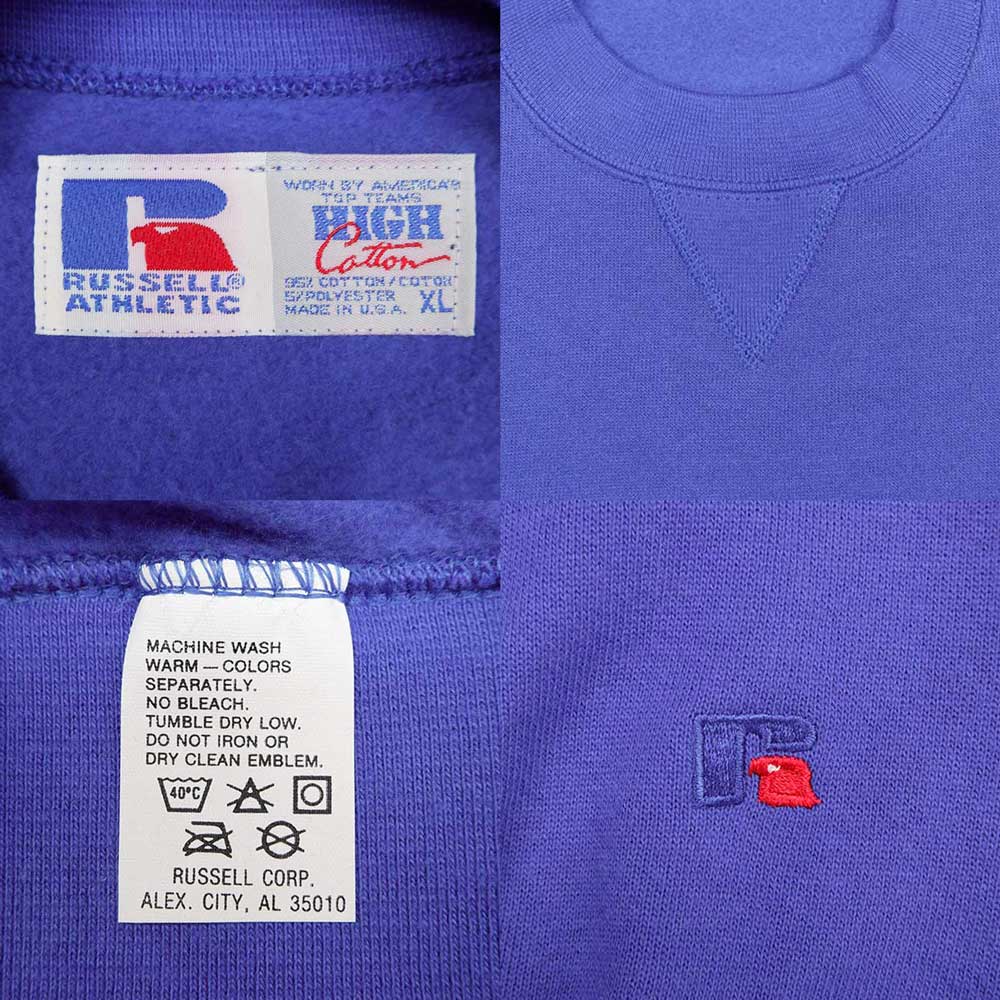 RUSSELL®
ATHLETIC
WORN BY AMERICA'S
TOP TEAMS
HIGH
Cotton
95% COTTON/COTON
5%POLYESTER
MADE IN U.S.A. XL
MACHINE WASH
WARM — COLORS
SEPARATELY.
NO BLEACH.
TUMBLE DRY LOW.
DO NOT IRON OR
DRY CLEAN EMBLEM.
40°C
RUSSELL CORP.
ALEX. CITY, AL 35010
R